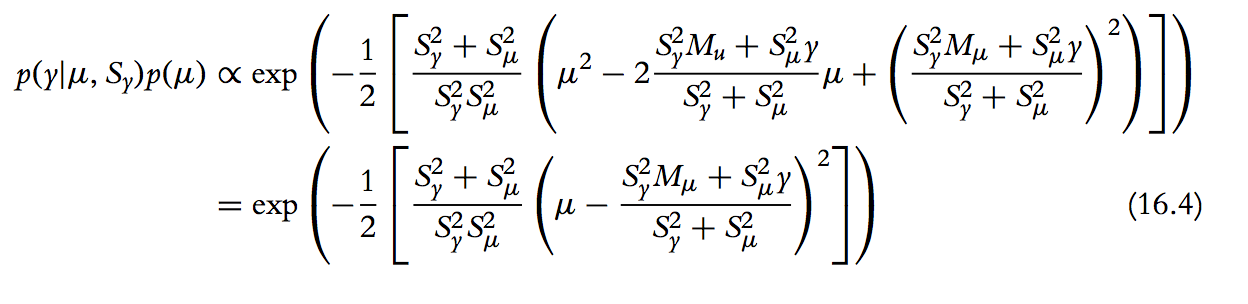 p(y|μ, S_y)p(μ) ∝ exp ( −1/2 [ (S_y^2 + S_μ^2)/(S_y^2 S_μ^2) ( μ^2 − 2 (S_y^2 M_u + S_μ^2 y)/(S_y^2 + S_μ^2) μ + ( (S_y^2 M_μ + S_μ^2 y)/(S_y^2 + S_μ^2) )^2 ) ] )
= exp ( −1/2 [ (S_y^2 + S_μ^2)/(S_y^2 S_μ^2) ( μ − (S_y^2 M_μ + S_μ^2 y)/(S_y^2 + S_μ^2) )^2 ] ) (16.4)